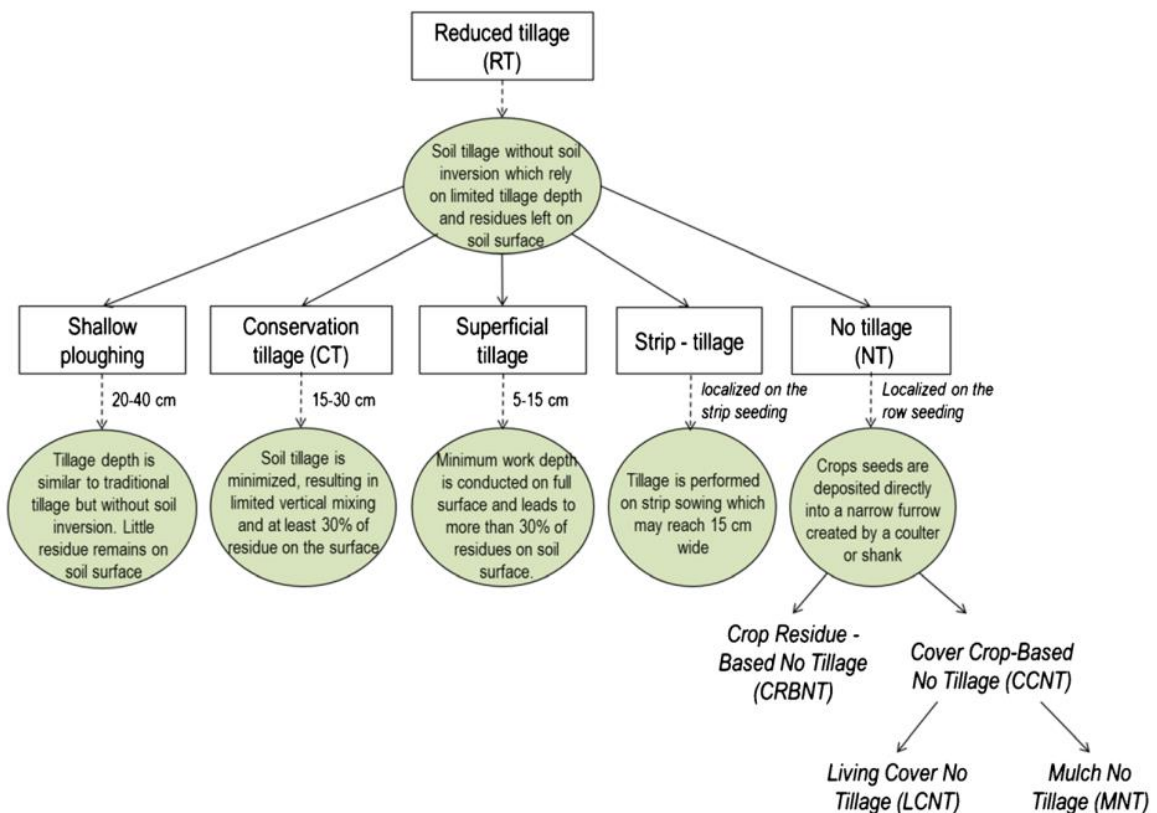 Reduced tillage
(RT)
Soil tillage without soil
inversion which rely
on limited tillage depth
and residues left on
soil surface
Shallow
ploughing
Conservation
tillage (CT)
Superficial
tillage
Strip - tillage
No tillage
(NT)
20-40 cm
15-30 cm
5-15 cm
localized on the
strip seeding
Localized on the
row seeding
Tillage depth is
similar to traditional
tillage but without soil
inversion. Little
residue remains on
soil surface
Soil tillage is
minimized, resulting in
limited vertical mixing
and at least 30% of
residue on the surface
Minimum work depth
is conducted on full
surface and leads to
more than 30% of
residues on soil
surface.
Tillage is performed
on strip sowing which
may reach 15 cm
wide
Crops seeds are
deposited directly
into a narrow furrow
created by a coulter
or shank
Crop Residue -
Based No Tillage
(CRBNT)
Cover Crop-Based
No Tillage (CCNT)
Living Cover No
Tillage (LCNT)
Mulch No
Tillage (MNT)